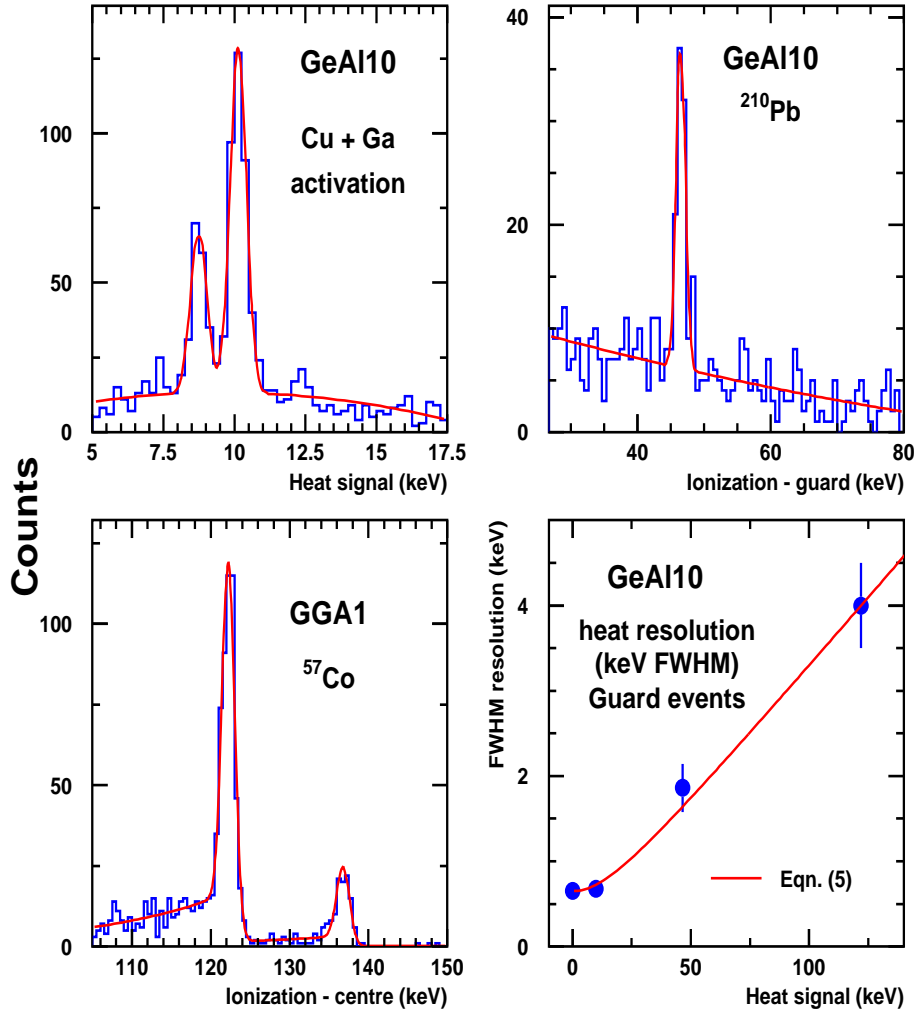 Counts
GeAl10
Cu + Ga
activation
100
50
0
5
7.5
10
12.5
15
17.5
Heat signal (keV)
GeAl10
²¹⁰Pb
40
20
0
40
60
80
Ionization - guard (keV)
GGA1
⁵⁷Co
100
50
0
110
120
130
140
150
Ionization - centre (keV)
FWHM resolution (keV)
GeAl10
heat resolution
(keV FWHM)
Guard events
Eqn. (5)
4
2
0
0
50
100
Heat signal (keV)